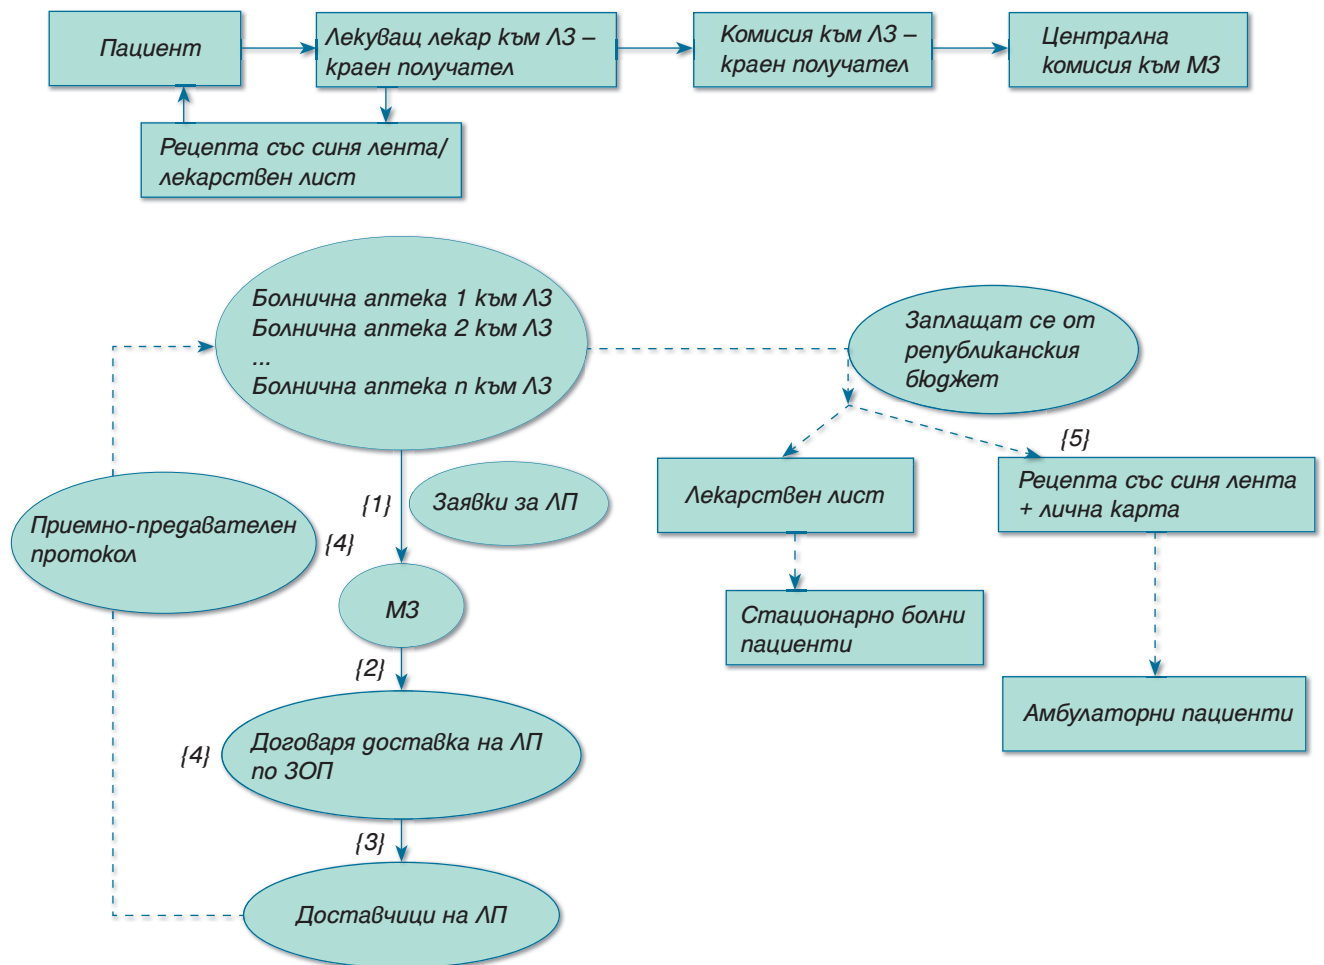 Пациент
Лекуващ лекар към ЛЗ –
краен получател
Комисия към ЛЗ –
краен получател
Централна
комисия към МЗ
Рецепта със синя лента/
лекарствен лист
Болнична аптека 1 към ЛЗ
Болнична аптека 2 към ЛЗ
...
Болнична аптека n към ЛЗ
Заплащат се от
републиканския
бюджет
{5}
Лекарствен лист
Рецепта със синя лента
+ лична карта
{1}
Заявки за ЛП
Приемно-предавателен
протокол
{4}
МЗ
Стационарно болни
пациенти
{2}
Амбулаторни пациенти
{4}
Договаря доставка на ЛП
по ЗОП
{3}
Доставчици на ЛП